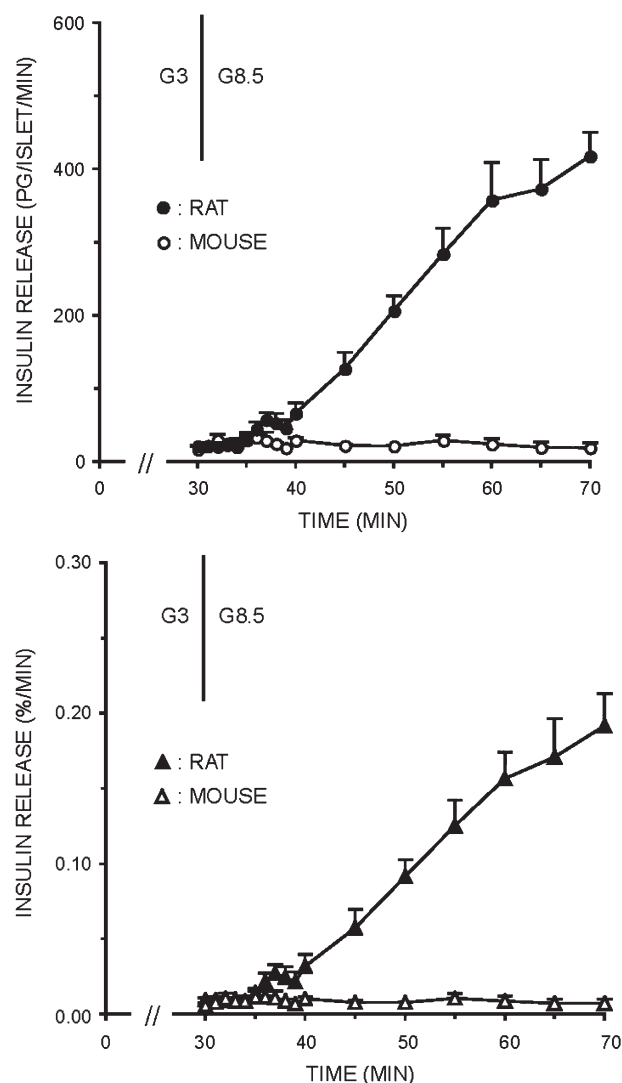 600
G3 G8.5
400
● : RAT
○ : MOUSE
200
0
INSULIN RELEASE (PG/ISLET/MIN)
0 // 30 40 50 60 70
TIME (MIN)
0.30
G3 G8.5
0.20
▲ : RAT
△ : MOUSE
0.10
0.00
INSULIN RELEASE (%/MIN)
0 // 30 40 50 60 70
TIME (MIN)